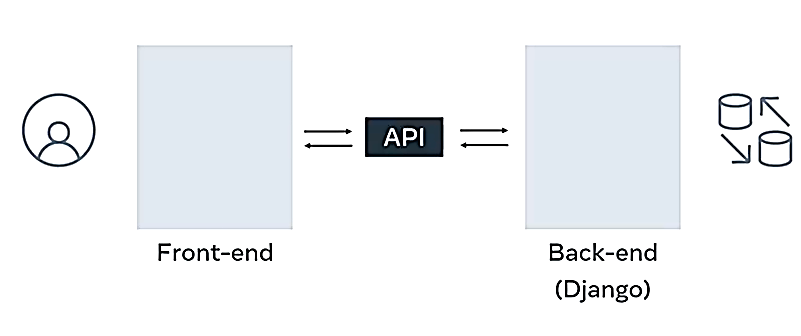 API
Front-end
Back-end
(Django)